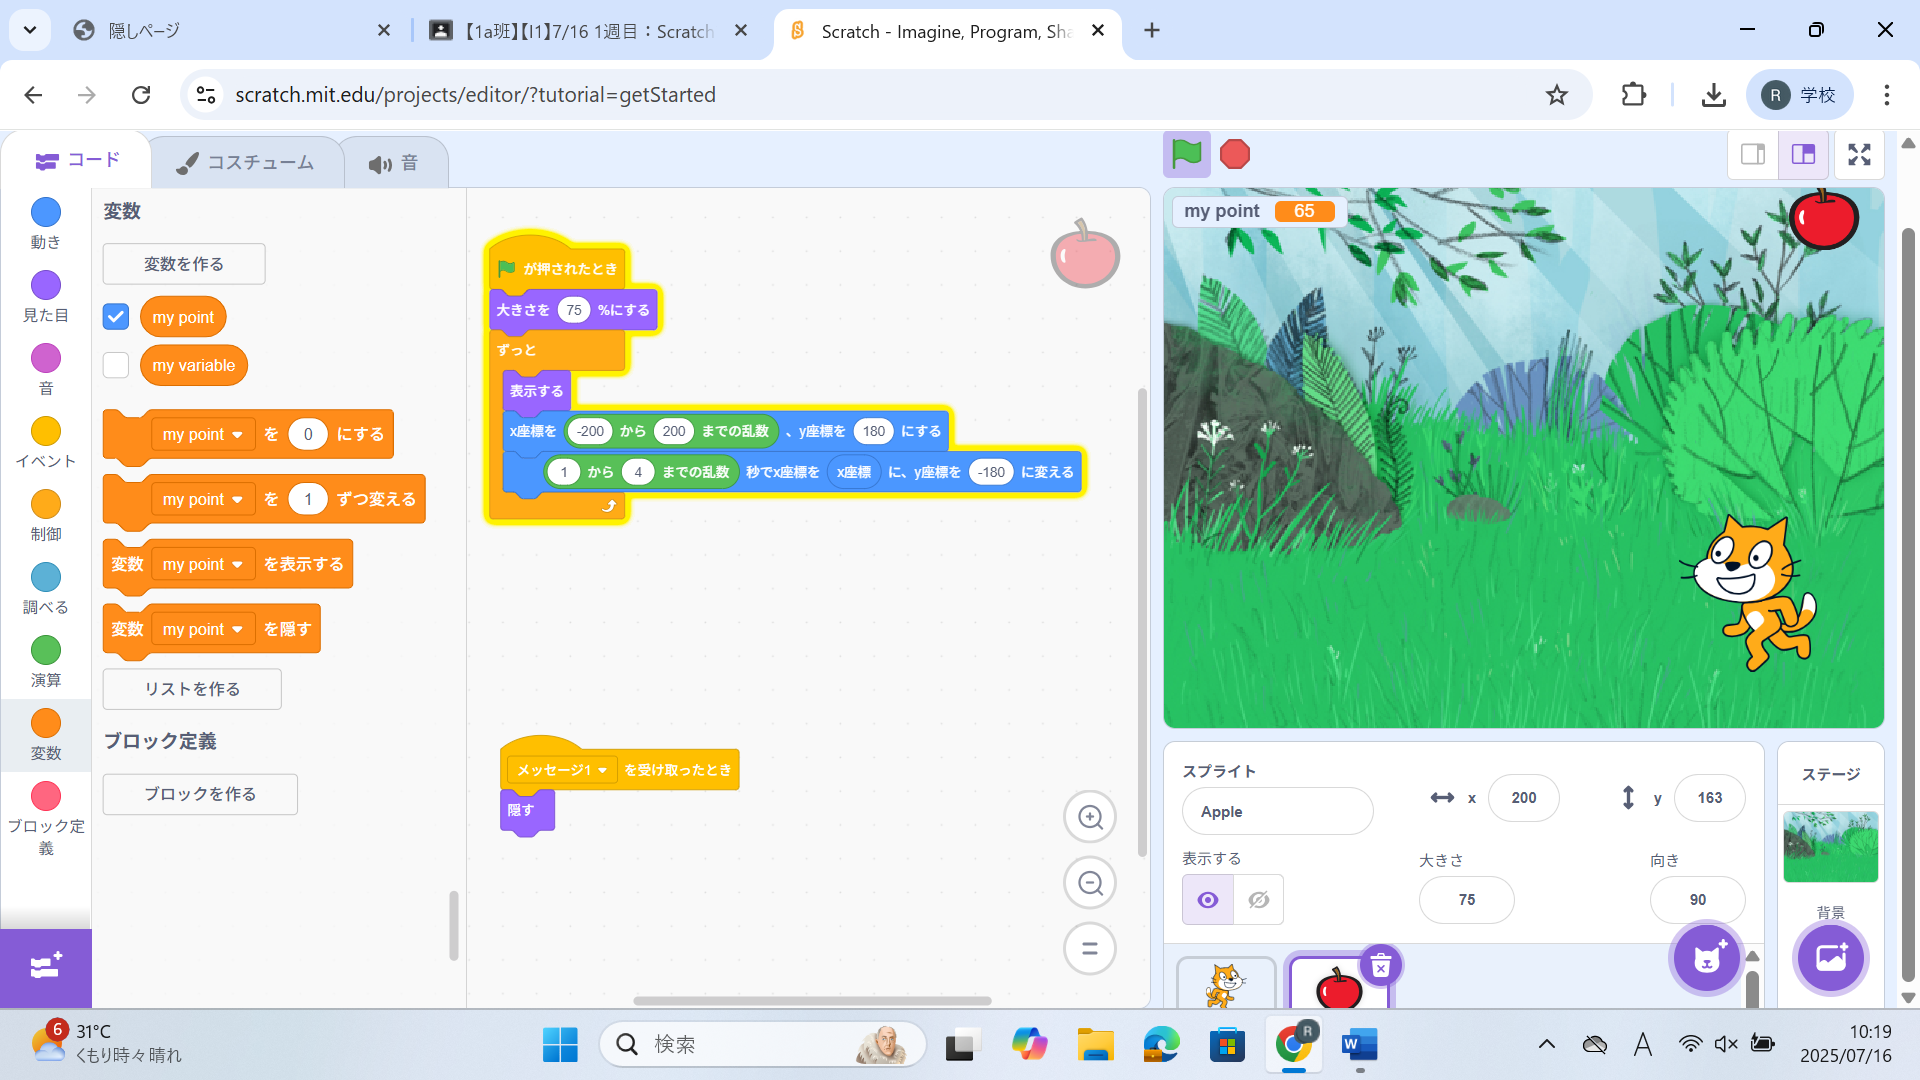 隠しページ
【1a班】【I1】7/16 1週目：Scratch
Scratch - Imagine, Program, Sha
scratch.mit.edu/projects/editor/?tutorial=getStarted
R 学校
コード
コスチューム
音
動き
見た目
音
イベント
制御
調べる
演算
変数
ブロック定
義
変数
変数を作る
my point
my variable
my point を 0 にする
my point を 1 ずつ変える
変数 my point を表示する
変数 my point を隠す
リストを作る
ブロック定義
ブロックを作る
が押されたとき
大きさを 75 %にする
ずっと
表示する
x座標を -200 から 200 までの乱数 、y座標を 180 にする
1 から 4 までの乱数 秒でx座標を x座標 に、y座標を -180 に変える
メッセージ1 を受け取ったとき
隠す
my point 65
スプライト
Apple
x 200
y 163
表示する
大きさ 75
向き 90
ステージ
背景
6
31°C
くもり時々晴れ
検索
R
W
A
10:19
2025/07/16